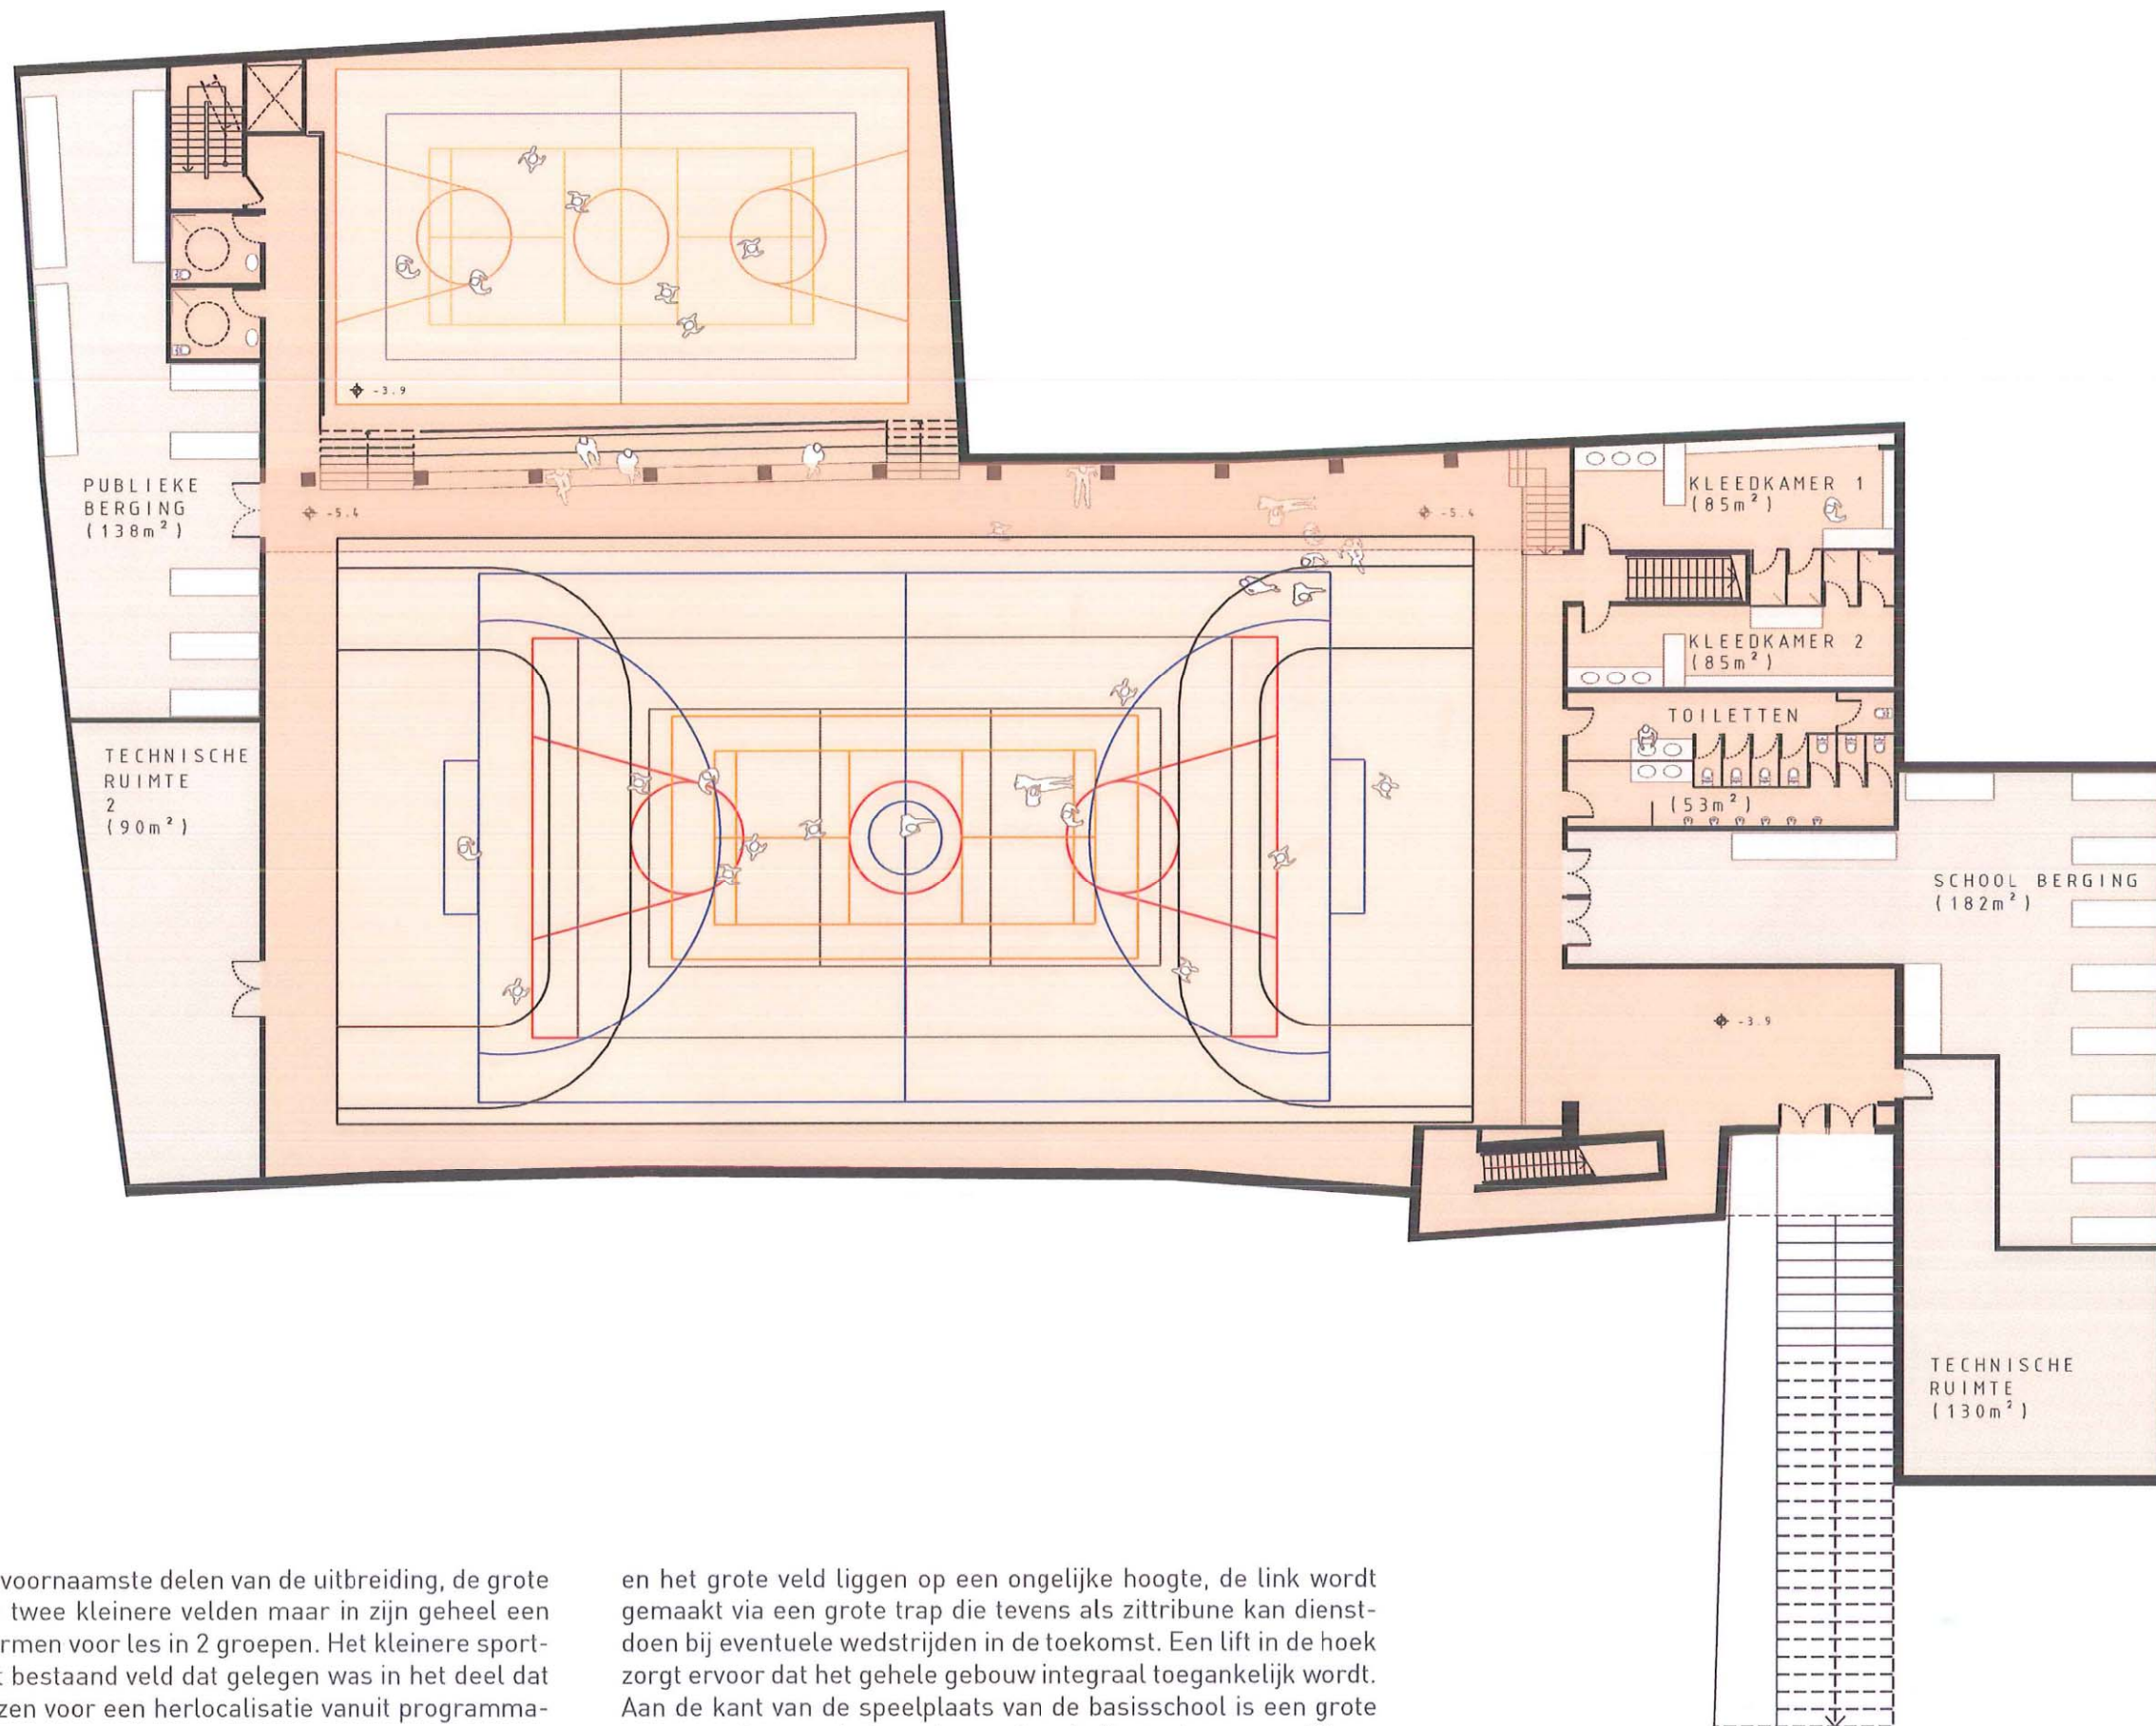 -3.9
PUBLIEKE
BERGING
(138m²)
-5.4
-5.4
KLEEDKAMER 1
(85m²)
KLEEDKAMER 2
(85m²)
TOILETTEN
(53m²)
TECHNISCHE
RUIMTE
2
(90m²)
SCHOOL BERGING
(182m²)
-3.9
TECHNISCHE
RUIMTE
(130m²)
voornaamste delen van de uitbreiding, de grote
twee kleinere velden maar in zijn geheel een
rmen voor les in 2 groepen. Het kleinere sport-
bestaand veld dat gelegen was in het deel dat
zen voor een herlocalisatie vanuit programma-
en het grote veld liggen op een ongelijke hoogte, de link wordt
gemaakt via een grote trap die tevens als zittribune kan dienst-
doen bij eventuele wedstrijden in de toekomst. Een lift in de hoek
zorgt ervoor dat het gehele gebouw integraal toegankelijk wordt.
Aan de kant van de speelplaats van de basisschool is een grote